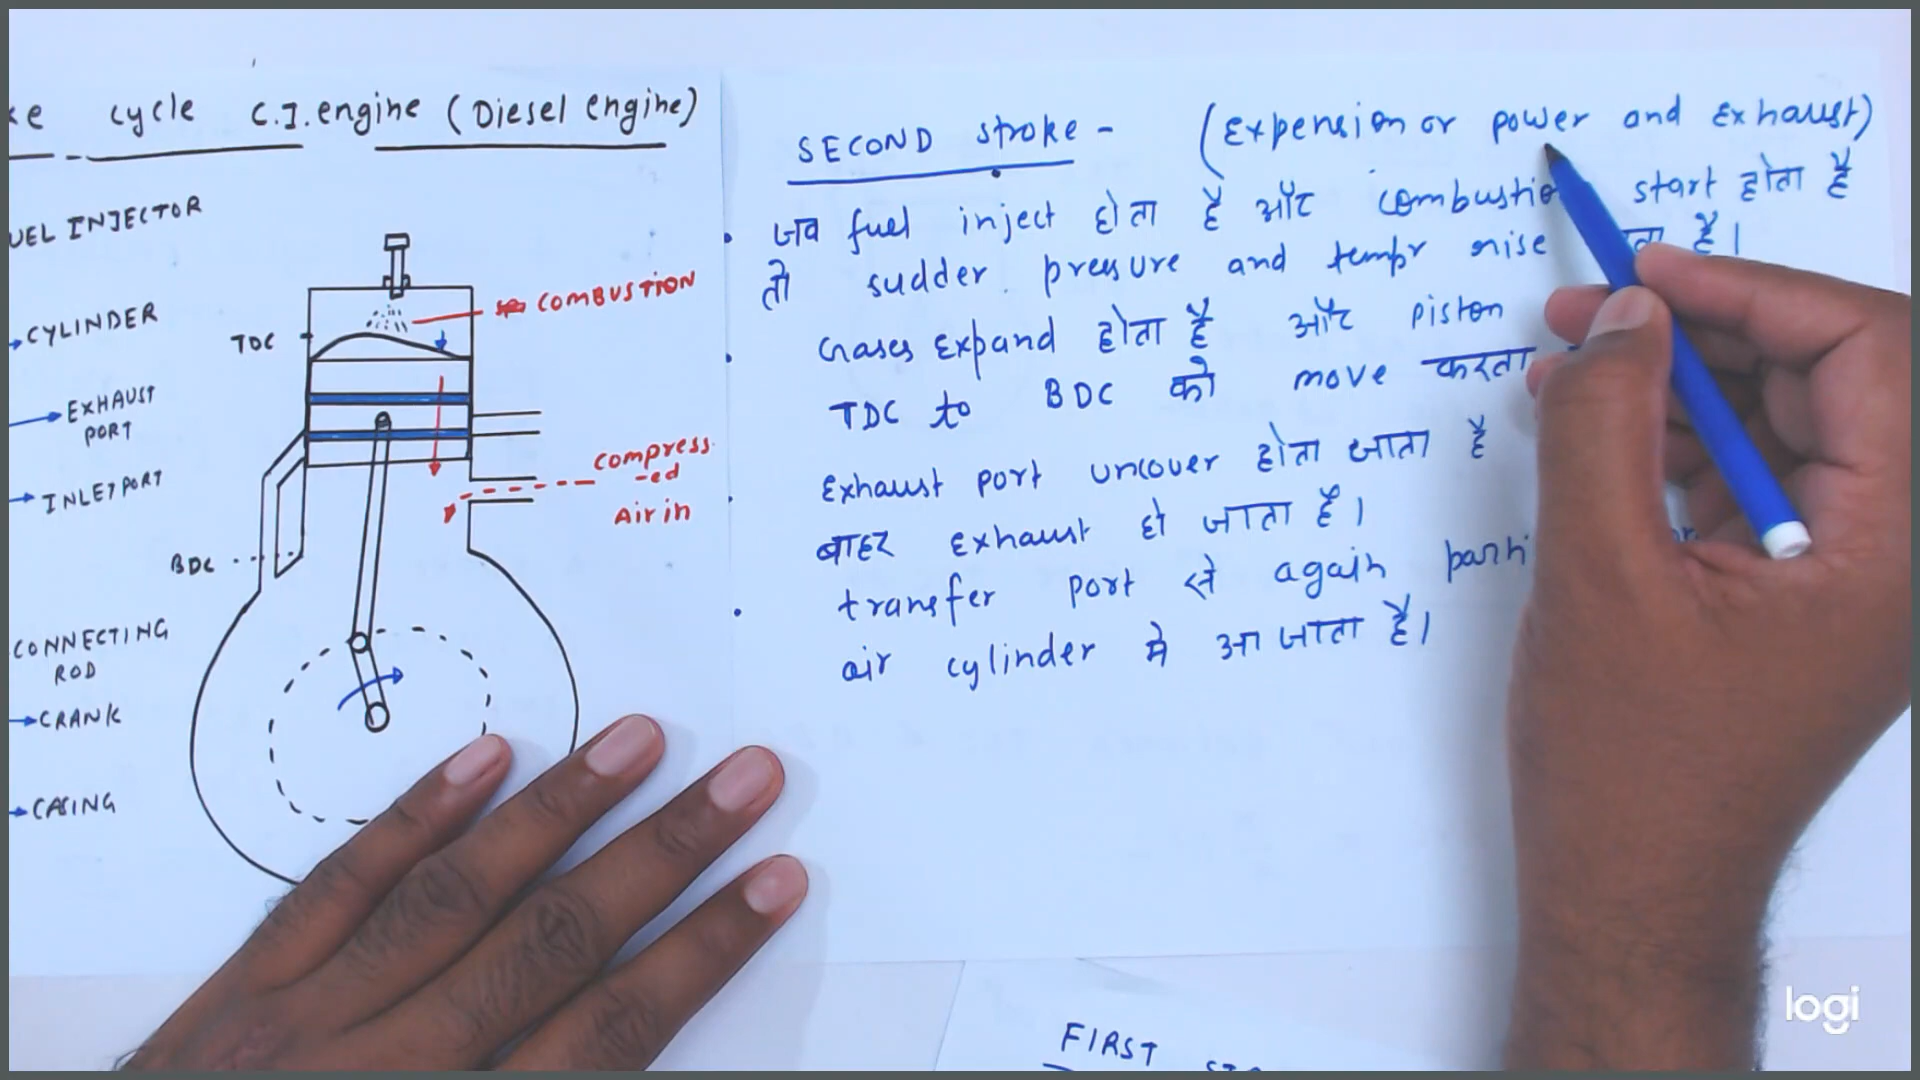 cycle C.I. engine (Diesel engine)
FUEL INJECTOR
CYLINDER
TDC
COMBUSTION
EXHAUST
PORT
INLET PORT
compress
-ed
Air in
BDC
CONNECTING
ROD
CRANK
CASING
SECOND stroke - (Expension or power and Exhaust)
जब fuel inject होता है और combustion start होता है
तो sudder pressure and tempr rise है।
Gases Expand होता है और piston
TDC to BDC को move करता
Exhaust port uncover होता जाता है
बाहर exhaust हो जाता है।
transfer port से again parti
air cylinder मे आ जाता है।
FIRST
logi